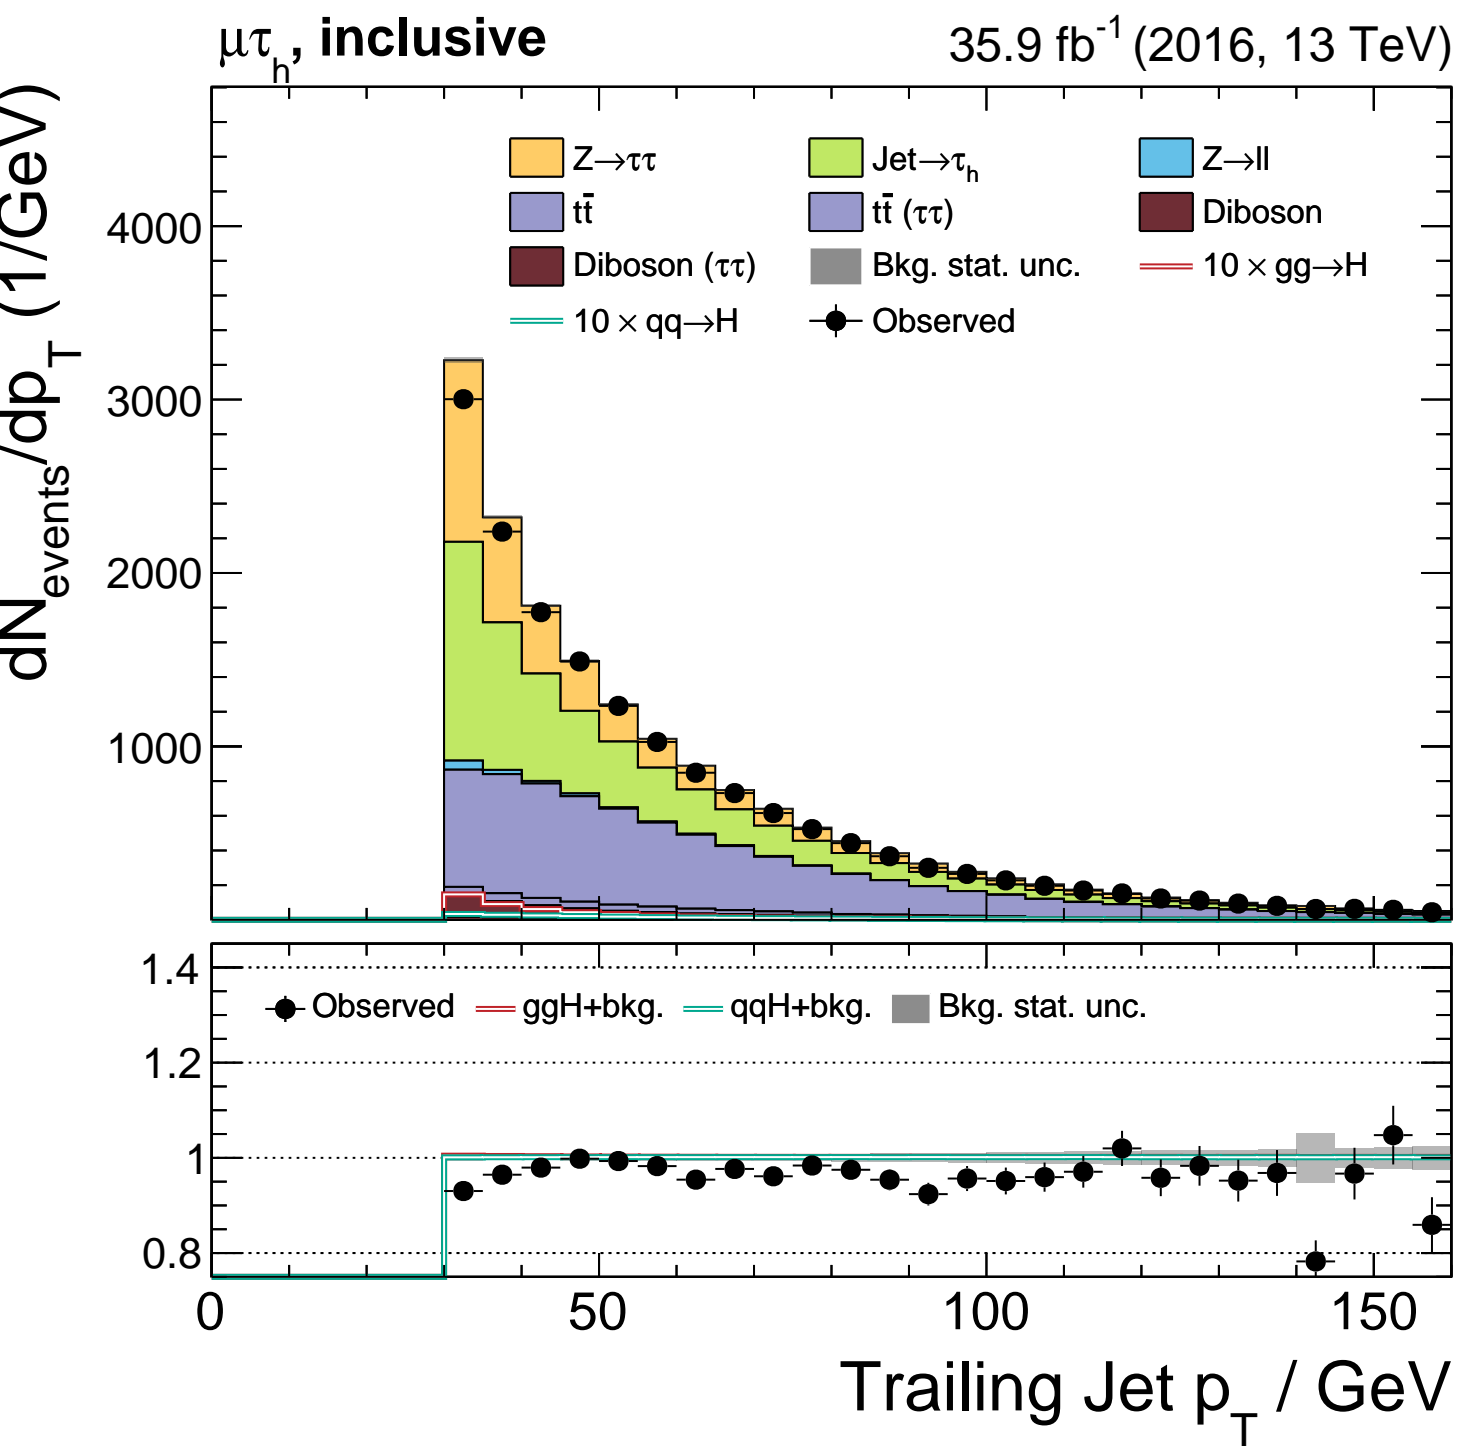 μτh, inclusive 35.9 fb-1 (2016, 13 TeV)
dNevents/dpT (1/GeV)
Z→ττ Jet→τh Z→ll
tt̄ tt̄ (ττ) Diboson
Diboson (ττ) Bkg. stat. unc. 10 × gg→H
10 × qq→H Observed
4000
3000
2000
1000
Observed ggH+bkg. qqH+bkg. Bkg. stat. unc.
1.4
1.2
1
0.8
0 50 100 150
Trailing Jet pT / GeV